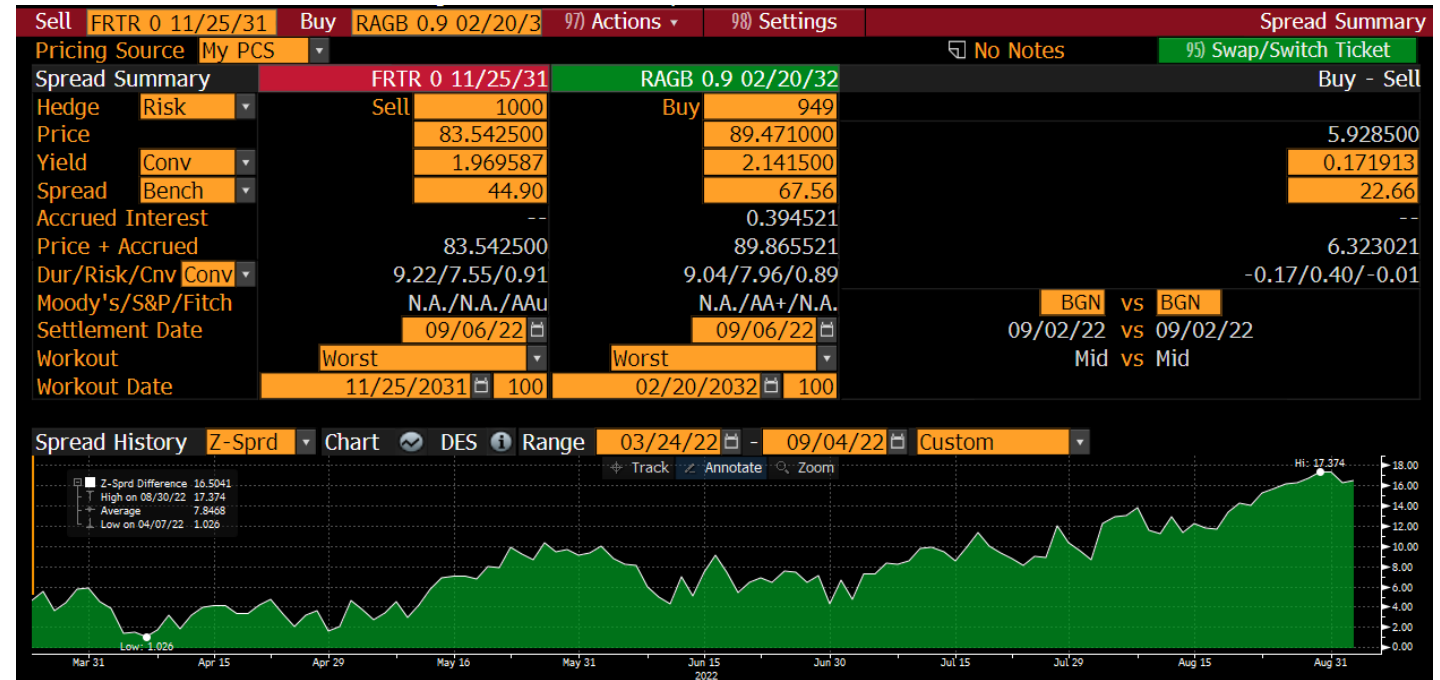 Sell FRTR 0 11/25/31 Buy RAGB 0.9 02/20/3 97) Actions 98) Settings Spread Summary
Pricing Source My PCS No Notes 95) Swap/Switch Ticket
Spread Summary FRTR 0 11/25/31 RAGB 0.9 02/20/32 Buy - Sell
Hedge Risk Sell 1000 Buy 949
Price 83.542500 89.471000 5.928500
Yield Conv 1.969587 2.141500 0.171913
Spread Bench 44.90 67.56 22.66
Accrued Interest -- 0.394521 --
Price + Accrued 83.542500 89.865521 6.323021
Dur/Risk/Cnv Conv 9.22/7.55/0.91 9.04/7.96/0.89 -0.17/0.40/-0.01
Moody's/S&P/Fitch N.A./N.A./AAu N.A./AA+/N.A. BGN vs BGN
Settlement Date 09/06/22 09/06/22 09/02/22 vs 09/02/22
Workout Worst Worst Mid vs Mid
Workout Date 11/25/2031 100 02/20/2032 100
Spread History Z-Sprd Chart DES Range 03/24/22 - 09/04/22 Custom
Track Annotate Zoom
Hi: 17.374
Z-Sprd Difference 16.5041
High on 08/30/22 17.374
Average 7.8468
Low on 04/07/22 1.026
18.00
16.00
14.00
12.00
10.00
8.00
6.00
4.00
2.00
0.00
Low: 1.026
Mar 31 Apr 15 Apr 29 May 16 May 31 Jun 15 Jun 30 Jul 15 Jul 29 Aug 15 Aug 31
2022